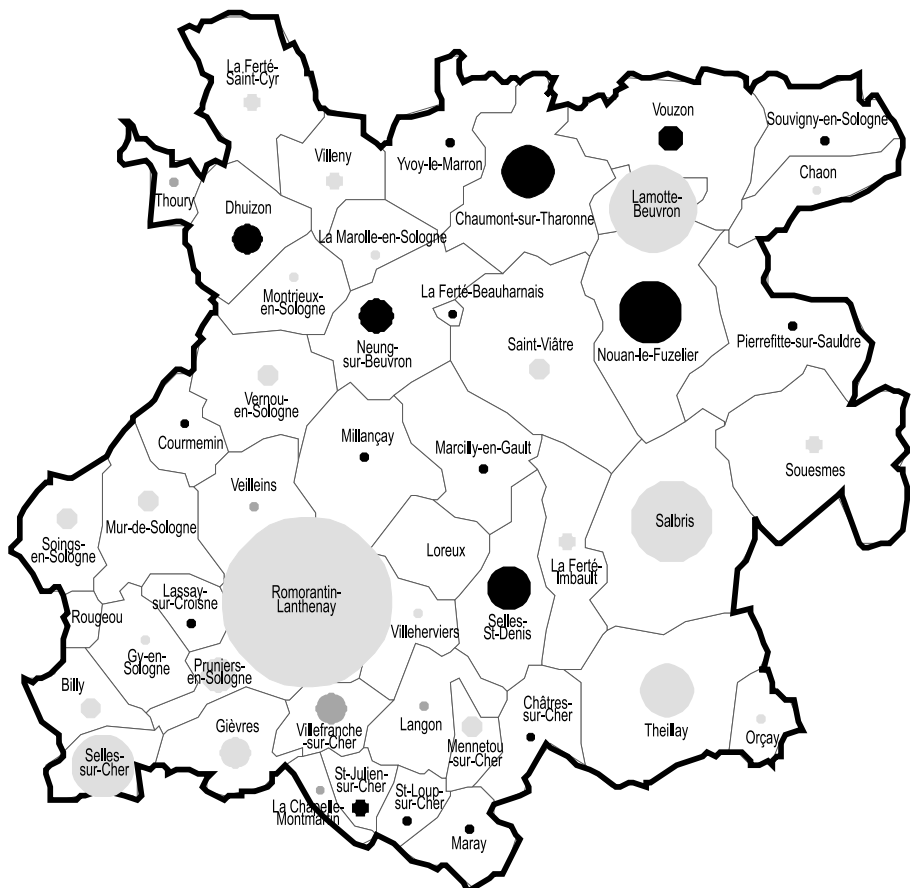 La Ferté-
Saint-Cyr
Vouzon
Souvigny-en-Sologne
Villeny
Yvoy-le-Marron
Chaon
Thoury
Dhuizon
Chaumont-sur-Tharonne
Lamotte-
Beuvron
La Marolle-en-Sologne
Montrieux-
en-Sologne
La Ferté-Beauharnais
Neung-
sur-Beuvron
Saint-Viâtre
Nouan-le-Fuzelier
Pierrefitte-sur-Sauldre
Vernou-
en-Sologne
Courmemin
Millançay
Marcilly-en-Gault
Souesmes
Veilleins
Soings-
en-Sologne
Mur-de-Sologne
Salbris
Loreux
La Ferté-
Imbault
Lassay-
sur-Croisne
Romorantin-
Lanthenay
Rougeou
Villeherviers
Selles-
St-Denis
Gy-en-
Sologne
Pruniers-
en-Sologne
Billy
Gièvres
Villefranche
-sur-Cher
Langon
Mennetou
-sur-Cher
Châtres-
sur-Cher
Theillay
Orçay
Selles-
sur-Cher
St-Julien-
sur-Cher
St-Loup-
sur-Cher
La Chapelle-
Montmartin
Maray